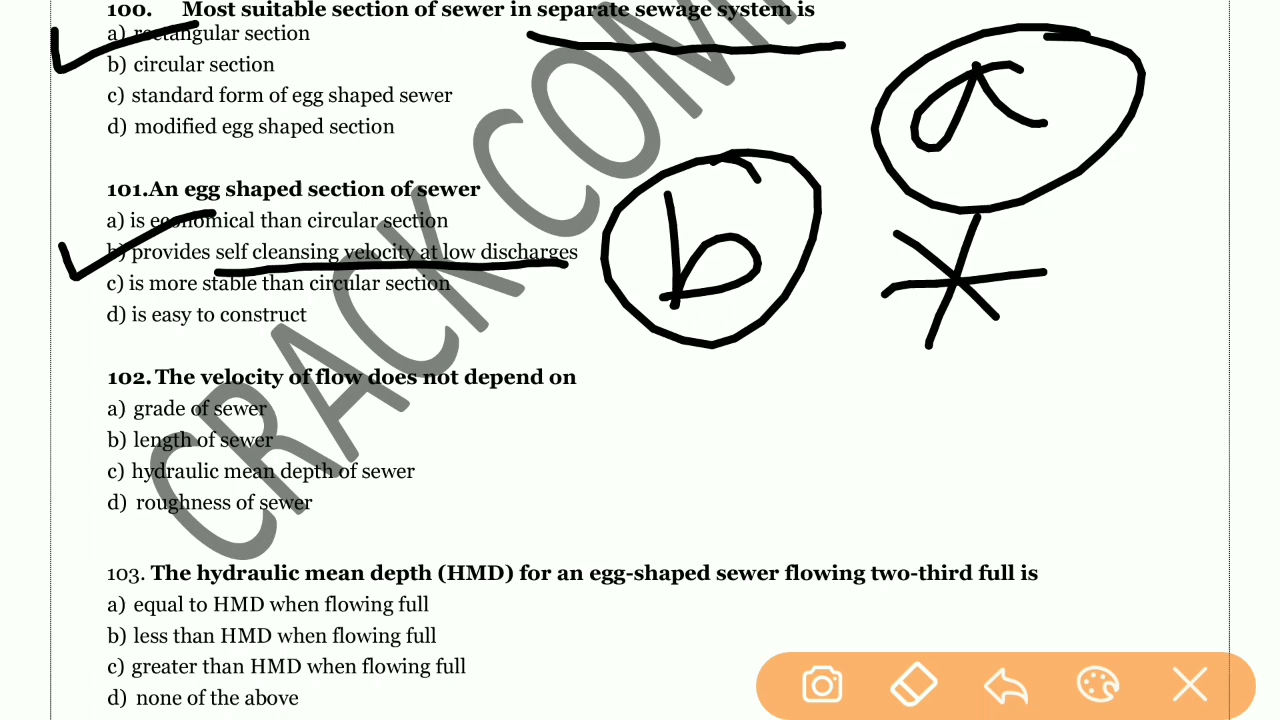 100. Most suitable section of sewer in separate sewage system is
a) rectangular section
b) circular section
c) standard form of egg shaped sewer
d) modified egg shaped section
a
101.An egg shaped section of sewer
a) is economical than circular section
b) provides self cleansing velocity at low discharges
c) is more stable than circular section
d) is easy to construct
b
102. The velocity of flow does not depend on
a) grade of sewer
b) length of sewer
c) hydraulic mean depth of sewer
d) roughness of sewer
103. The hydraulic mean depth (HMD) for an egg-shaped sewer flowing two-third full is
a) equal to HMD when flowing full
b) less than HMD when flowing full
c) greater than HMD when flowing full
d) none of the above
CRACK COM